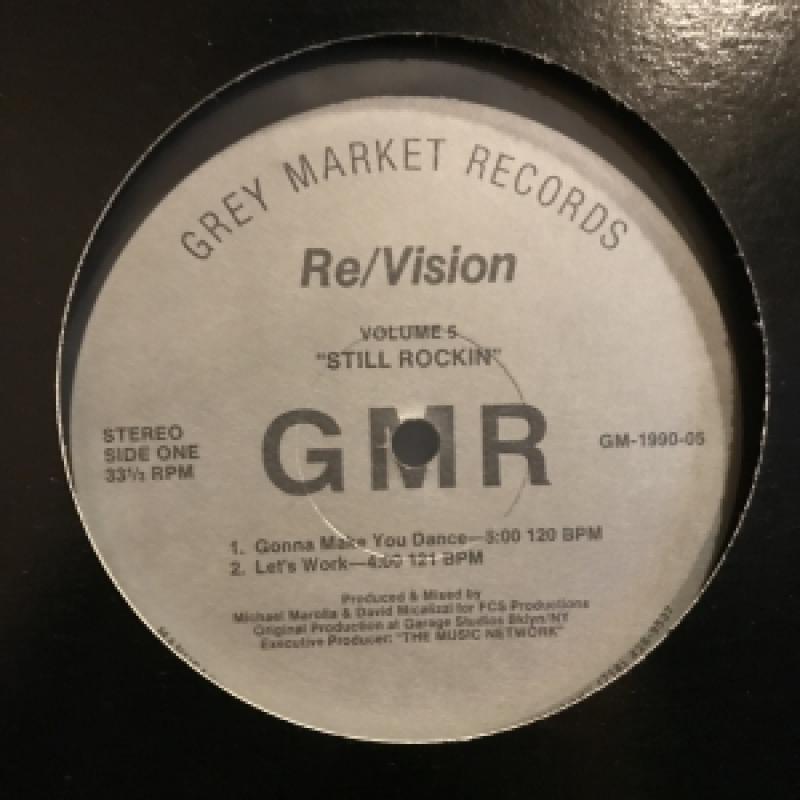 GREY MARKET RECORDS
Re/Vision
VOLUME 5
"STILL ROCKIN"
GMR
STEREO
SIDE ONE
33⅓ RPM
GM-1990-05
1. Gonna Make You Dance—3:00 120 BPM
2. Let's Work—4:00 121 BPM
Produced & Mixed by
Michael Marolla & David Micalizzi for FCS Productions
Original Production at Garage Studios Bklyn/NY
Executive Producer: "THE MUSIC NETWORK"